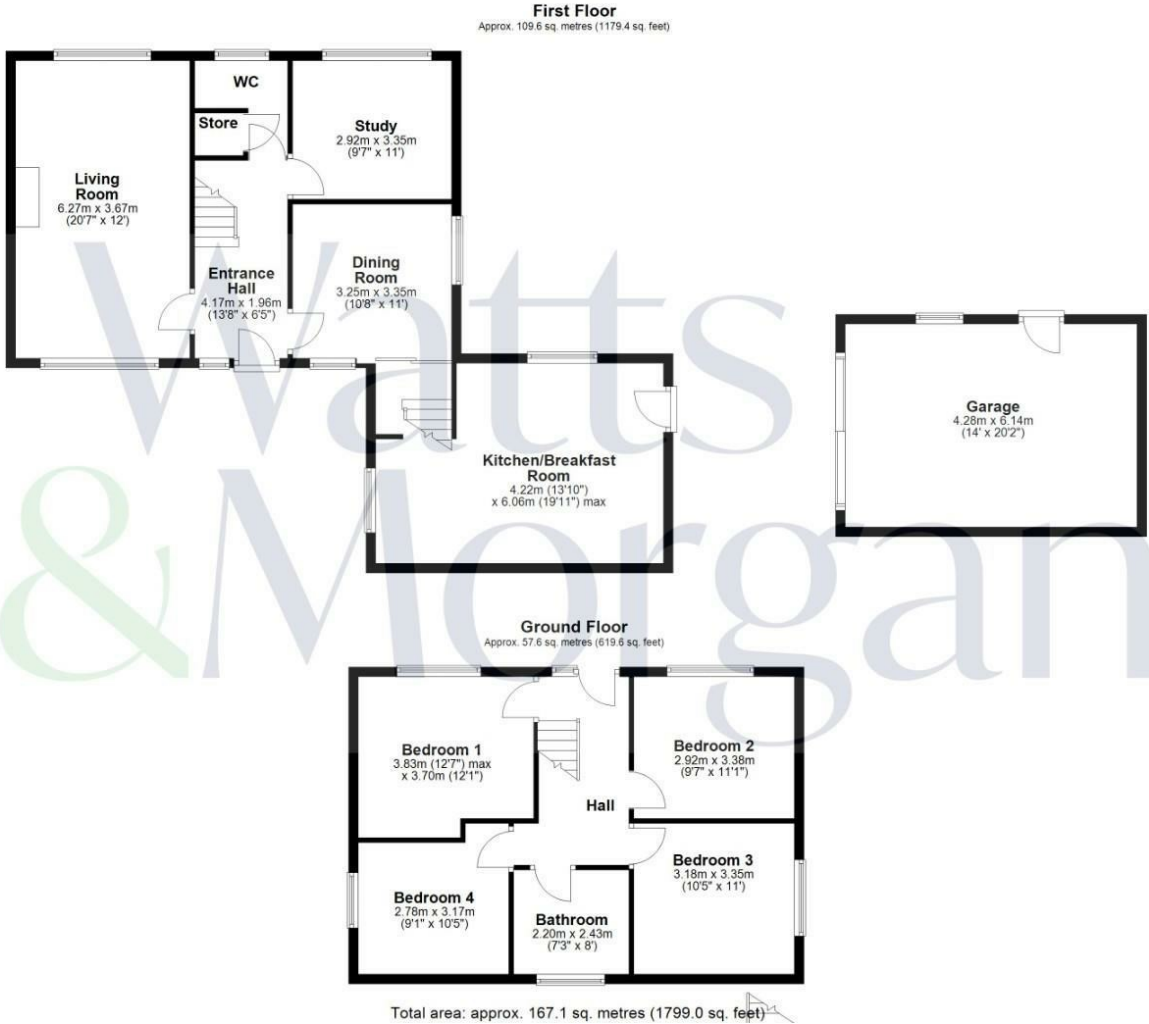 First Floor
Approx. 109.6 sq. metres (1179.4 sq. feet)
WC
Store
Study
2.92m x 3.35m
(9'7" x 11')
Living
Room
6.27m x 3.67m
(20'7" x 12')
Entrance
Hall
4.17m x 1.96m
(13'8" x 6'5")
Dining
Room
3.25m x 3.35m
(10'8" x 11')
Kitchen/Breakfast
Room
4.22m (13'10")
x 6.06m (19'11") max
Garage
4.28m x 6.14m
(14' x 20'2")
Watts
&Morgan
Ground Floor
Approx. 57.6 sq. metres (619.6 sq. feet)
Bedroom 1
3.83m (12'7") max
x 3.70m (12'1")
Bedroom 2
2.92m x 3.38m
(9'7" x 11'1")
Hall
Bedroom 3
3.18m x 3.35m
(10'5" x 11')
Bedroom 4
2.78m x 3.17m
(9'1" x 10'5")
Bathroom
2.20m x 2.43m
(7'3" x 8')
Total area: approx. 167.1 sq. metres (1799.0 sq. feet)